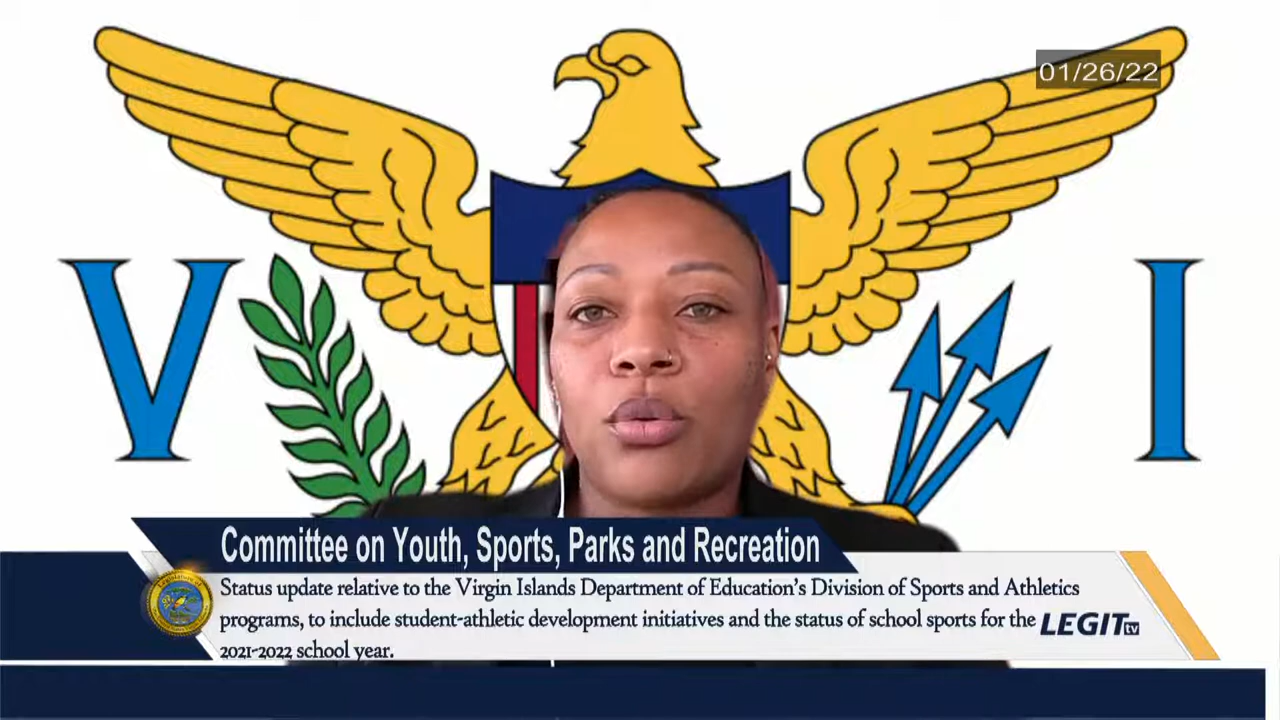 01/26/22
V I
Committee on Youth, Sports, Parks and Recreation
Status update relative to the Virgin Islands Department of Education's Division of Sports and Athletics
programs, to include student-athletic development initiatives and the status of school sports for the
2021-2022 school year.
LEGIT tv